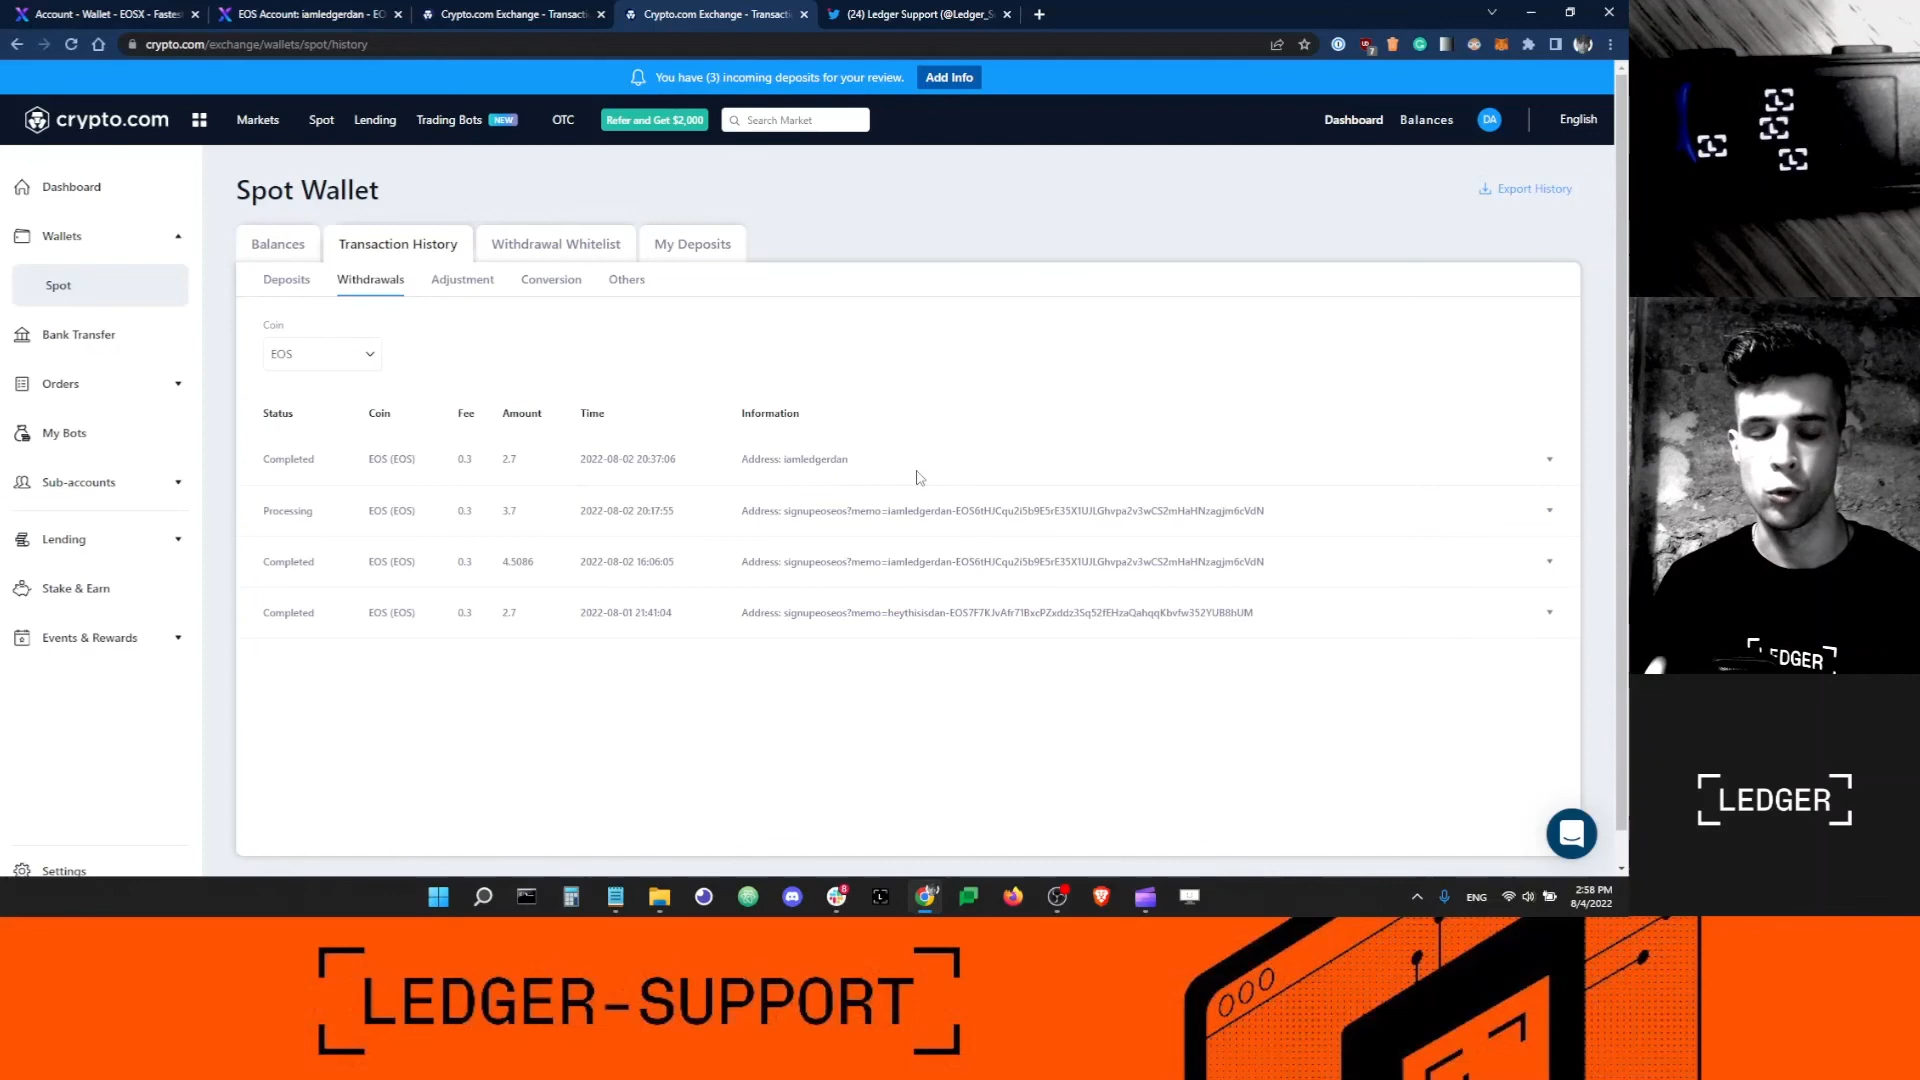 Account - Wallet - EOSX - Fastes
EOS Account: iamledgerdan - EO
Crypto.com Exchange - Transacti
Crypto.com Exchange - Transacti
(24) Ledger Support (@Ledger_S
crypto.com/exchange/wallets/spot/history
You have (3) incoming deposits for your review. Add Info
crypto.com Markets Spot Lending Trading Bots NEW OTC Refer and Get $2,000 Search Market Dashboard Balances DA English
Dashboard
Wallets
Spot
Bank Transfer
Orders
My Bots
Sub-accounts
Lending
Stake & Earn
Events & Rewards
Settings
Spot Wallet
Export History
Balances Transaction History Withdrawal Whitelist My Deposits
Deposits Withdrawals Adjustment Conversion Others
Coin
EOS
Status Coin Fee Amount Time Information
Completed EOS (EOS) 0.3 2.7 2022-08-02 20:37:06 Address: iamledgerdan
Processing EOS (EOS) 0.3 3.7 2022-08-02 20:17:55 Address: signupeoseos?memo=iamledgerdan-EOS6tHJCqu2i5b9E5rE35X1UJLGhvpa2v3wCS2mHaHNzagjm6cVdN
Completed EOS (EOS) 0.3 4.5086 2022-08-02 16:06:05 Address: signupeoseos?memo=iamledgerdan-EOS6tHJCqu2i5b9E5rE35X1UJLGhvpa2v3wCS2mHaHNzagjm6cVdN
Completed EOS (EOS) 0.3 2.7 2022-08-01 21:41:04 Address: signupeoseos?memo=heythisisdan-EOS7F7KJvAfr71BxcPZxddz3Sq52fEHzaQahqqKbvfw352YUB8hUM
ENG
2:58 PM
8/4/2022
LEDGER
LEDGER
LEDGER-SUPPORT